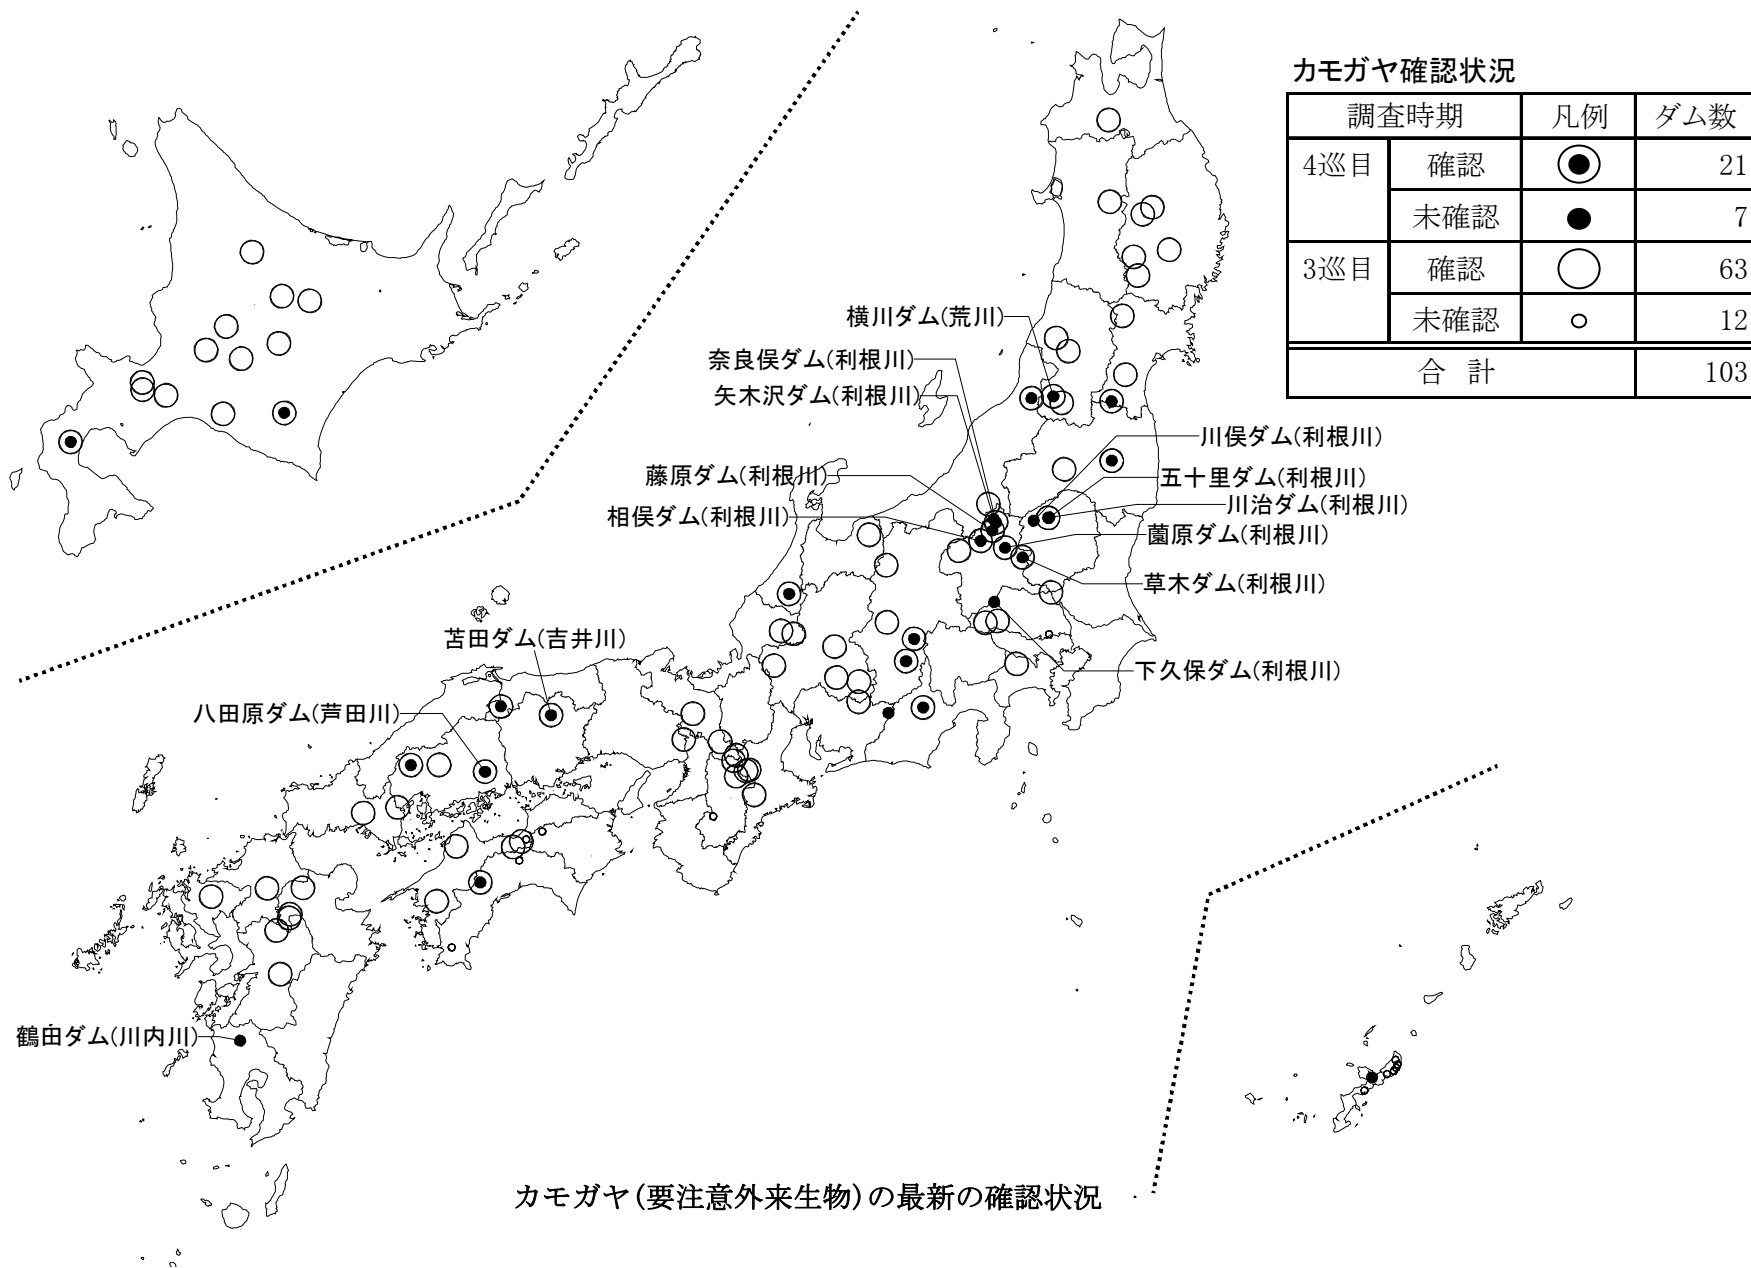 カモガヤ確認状況
調査時期 凡例 ダム数
4巡目 確認 21
未確認 7
3巡目 確認 63
未確認 12
合 計 103
横川ダム(荒川)
奈良俣ダム(利根川)
矢木沢ダム(利根川)
川俣ダム(利根川)
藤原ダム(利根川)
五十里ダム(利根川)
川治ダム(利根川)
相俣ダム(利根川)
薗原ダム(利根川)
草木ダム(利根川)
苫田ダム(吉井川)
下久保ダム(利根川)
八田原ダム(芦田川)
鶴田ダム(川内川)
カモガヤ(要注意外来生物)の最新の確認状況